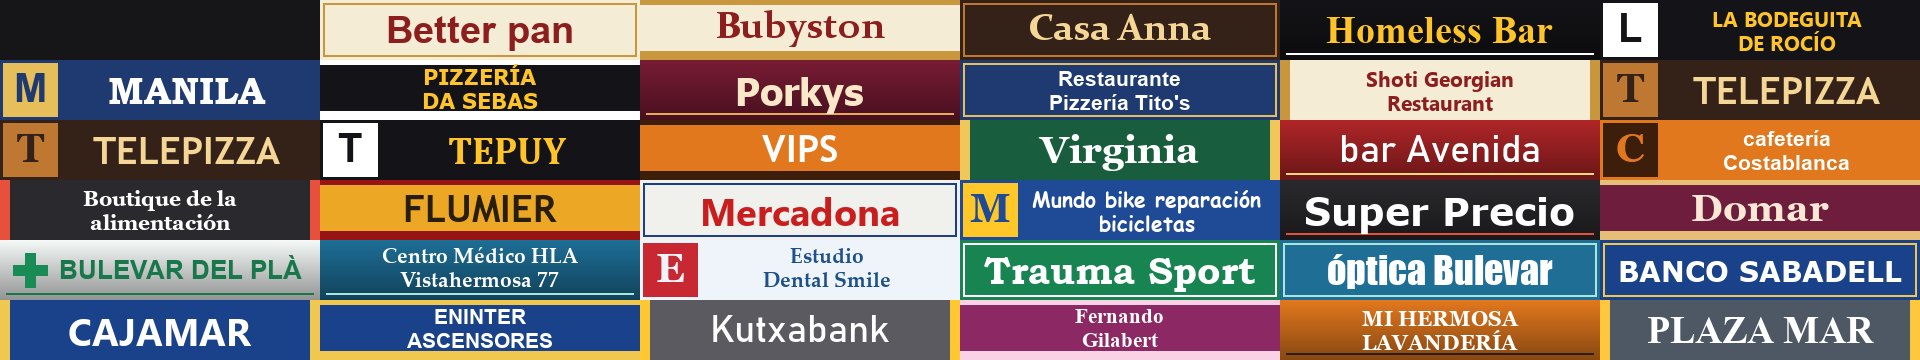 Better pan
Bubyston
Casa Anna
Homeless Bar
L
LA BODEGUITA
DE ROCÍO
M
MANILA
PIZZERÍA
DA SEBAS
Porkys
Restaurante
Pizzería Tito's
Shoti Georgian
Restaurant
T
TELEPIZZA
T
TELEPIZZA
T
TEPUY
VIPS
Virginia
bar Avenida
C
cafetería
Costablanca
Boutique de la
alimentación
FLUMIER
Mercadona
M
Mundo bike reparación
bicicletas
Super Precio
Domar
BULEVAR DEL PLÀ
Centro Médico HLA
Vistahermosa 77
E
Estudio
Dental Smile
Trauma Sport
óptica Bulevar
BANCO SABADELL
CAJAMAR
ENINTER
ASCENSORES
Kutxabank
Fernando
Gilabert
MI HERMOSA
LAVANDERÍA
PLAZA MAR